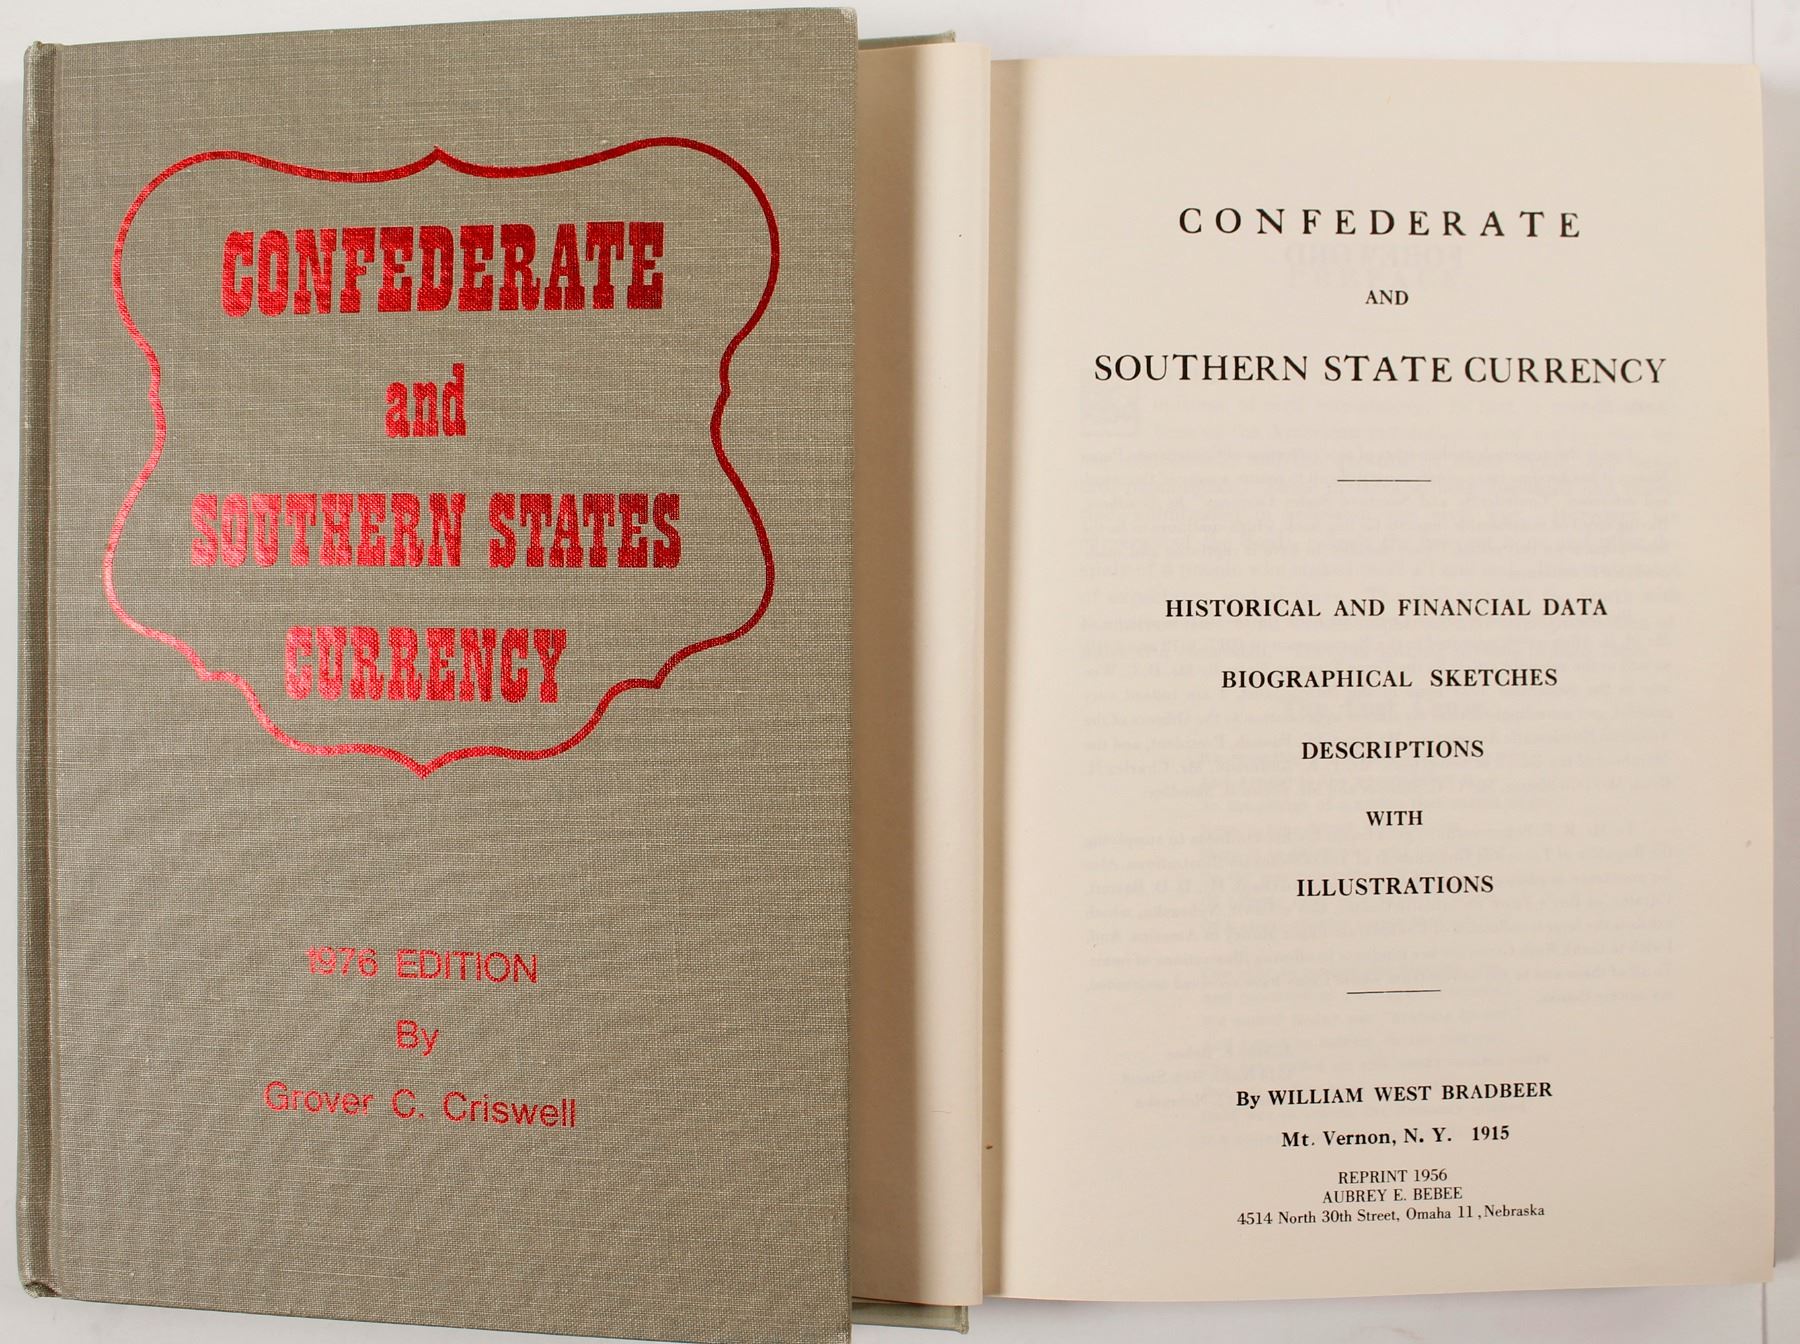 CONFEDERATE
and
SOUTHERN STATES
CURRENCY
1976 EDITION
By
Grover C. Criswell
CONFEDERATE
AND
SOUTHERN STATE CURRENCY
HISTORICAL AND FINANCIAL DATA
BIOGRAPHICAL SKETCHES
DESCRIPTIONS
WITH
ILLUSTRATIONS
By WILLIAM WEST BRADBEER
Mt. Vernon, N. Y. 1915
REPRINT 1956
AUBREY E. BEBEE
4514 North 30th Street, Omaha 11, Nebraska